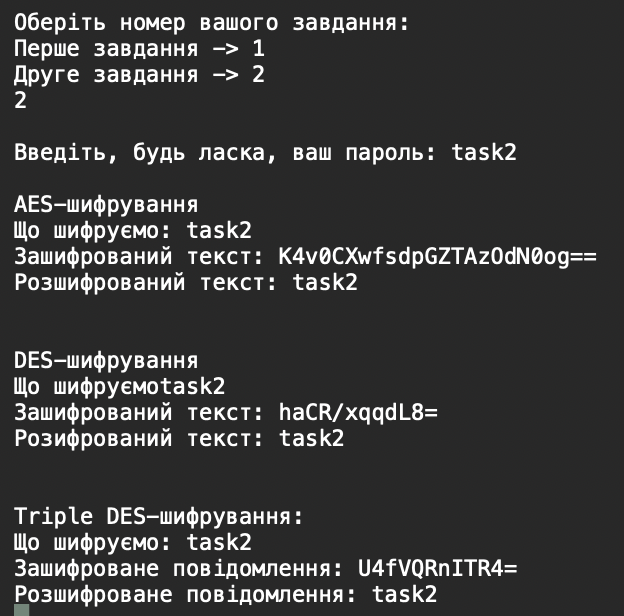 Оберіть номер вашого завдання:
Перше завдання -> 1
Друге завдання -> 2
2
Введіть, будь ласка, ваш пароль: task2
AES-шифрування
Що шифруємо: task2
Зашифрований текст: K4v0CXwfsdpGZTAzOdN0og==
Розшифрований текст: task2
DES-шифрування
Що шифруємоtask2
Зашифрований текст: haCR/xqqdL8=
Розифрований текст: task2
Triple DES-шифрування:
Що шифруємо: task2
Зашифроване повідомлення: U4fVQRnITR4=
Розшифроване повідомлення: task2